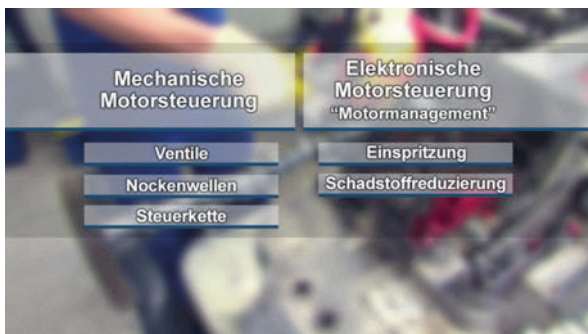 Mechanische
Motorsteuerung
Ventile
Nockenwellen
Steuerkette
Elektronische
Motorsteuerung
“Motormanagement”
Einspritzung
Schadstoffreduzierung